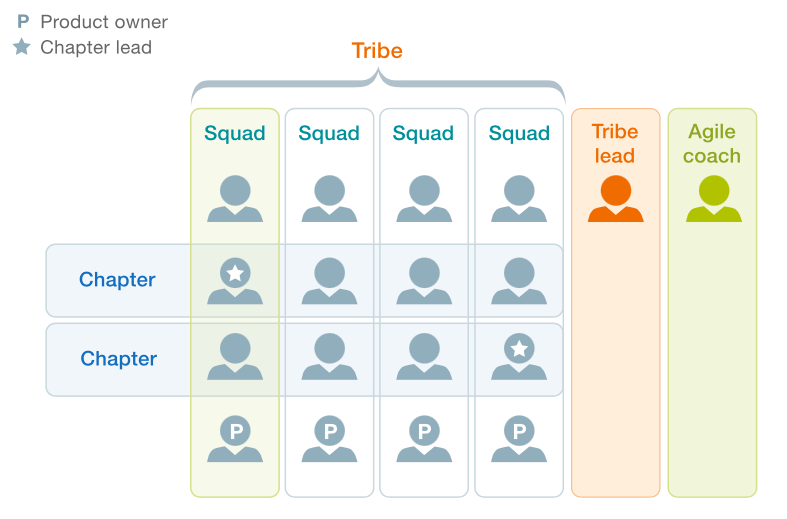 P Product owner
Chapter lead
Tribe
Squad
Squad
Squad
Squad
Tribe
lead
Agile
coach
Chapter
Chapter
P
P
P
P